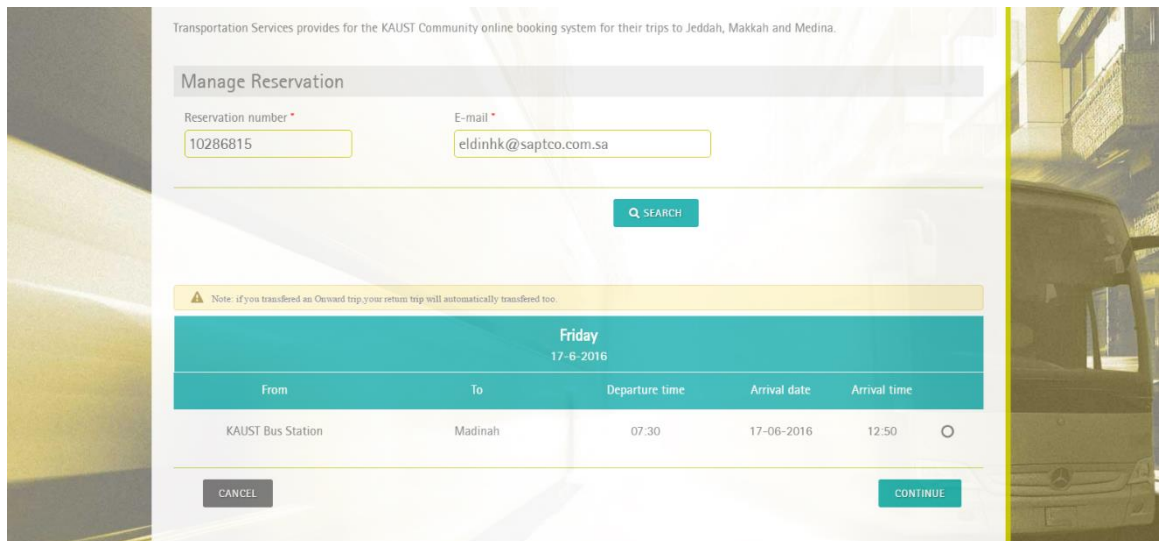 Transportation Services provides for the KAUST Community online booking system for their trips to Jeddah, Makkah and Medina.
Manage Reservation
Reservation number * E-mail *
10286815 eldinhk@saptco.com.sa
SEARCH
Note: if you transfered an Onward trip,your return trip will automatically transfered too.
Friday
17-6-2016
From To Departure time Arrival date Arrival time
KAUST Bus Station Madinah 07:30 17-06-2016 12:50
CANCEL CONTINUE